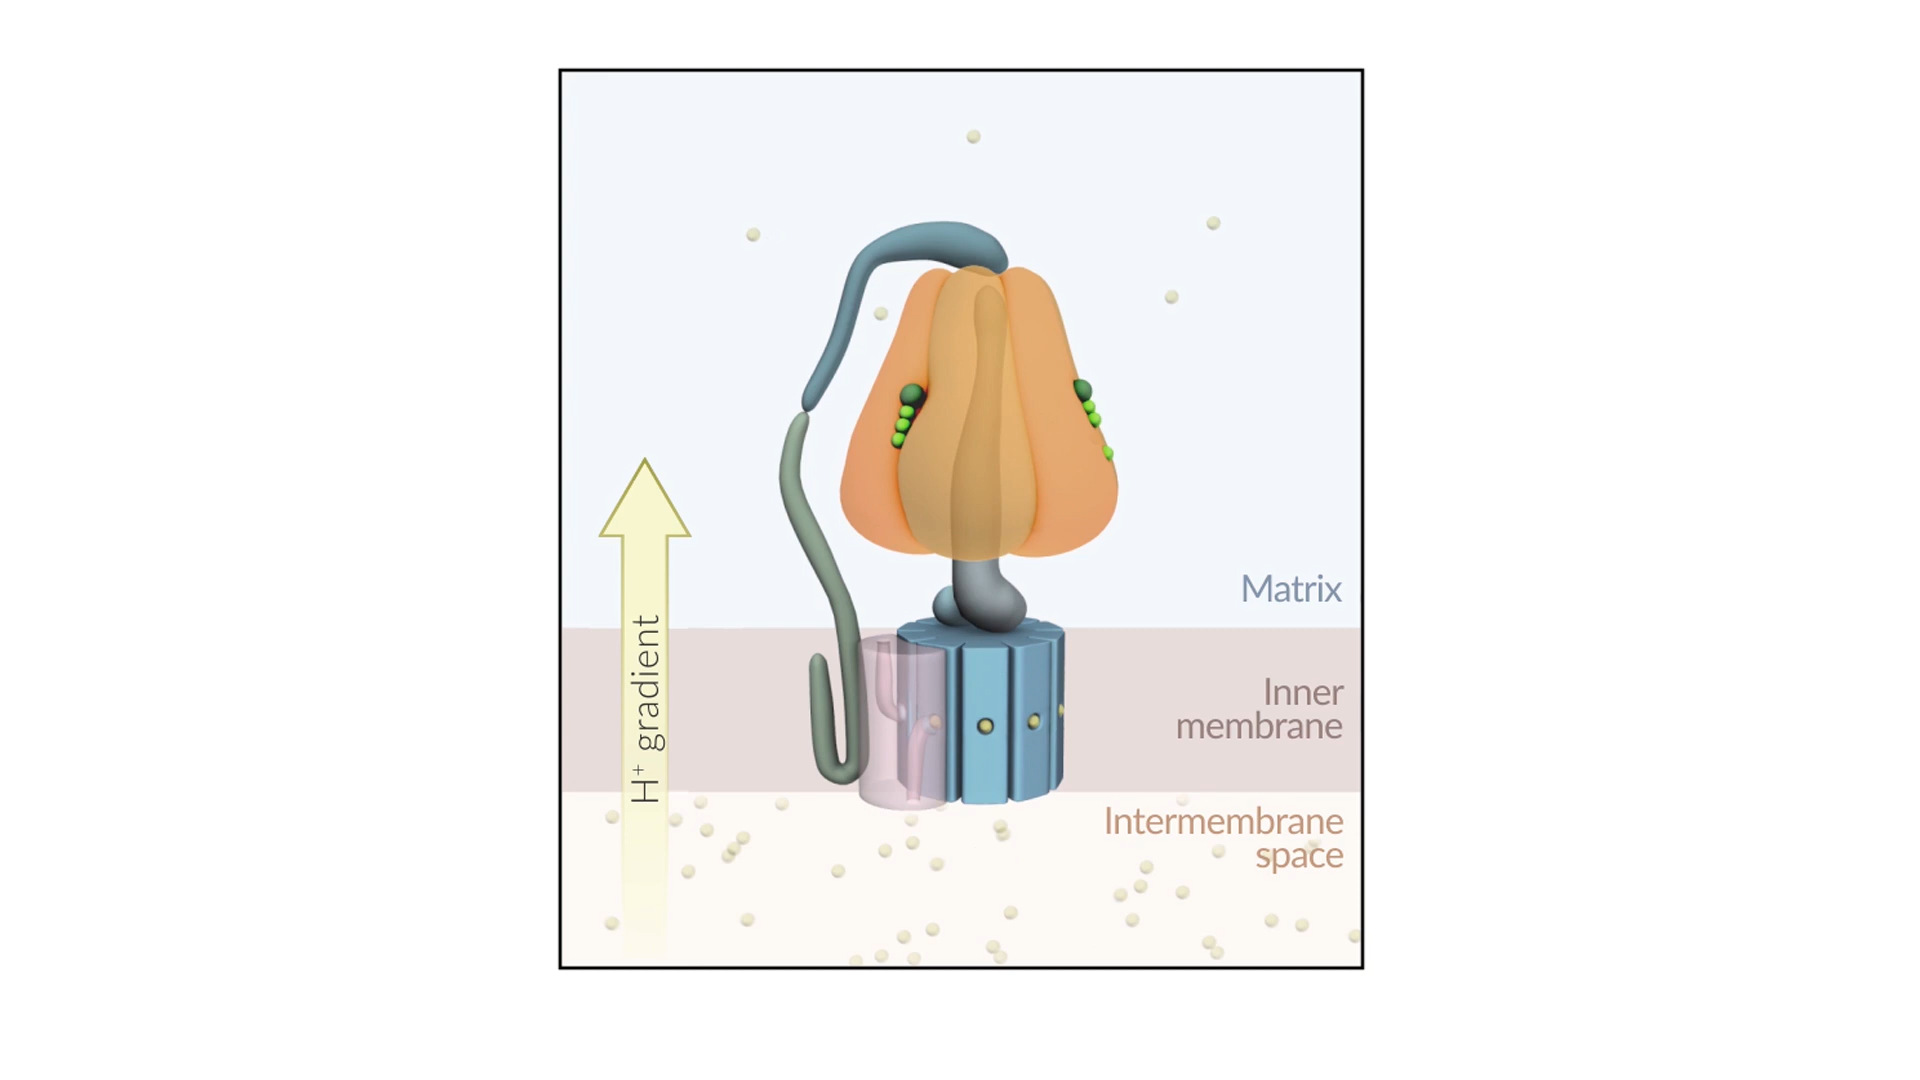 Matrix
H⁺ gradient
Inner
membrane
Intermembrane
space